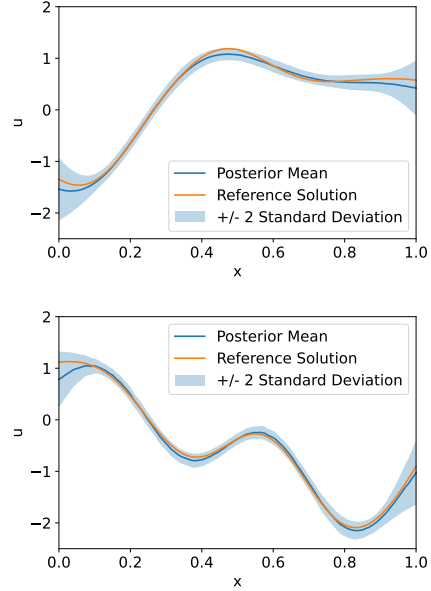 2
1
0
−1
−2
u
Posterior Mean
Reference Solution
+/- 2 Standard Deviation
0.0 0.2 0.4 0.6 0.8 1.0
x
2
1
0
−1
−2
u
Posterior Mean
Reference Solution
+/- 2 Standard Deviation
0.0 0.2 0.4 0.6 0.8 1.0
x